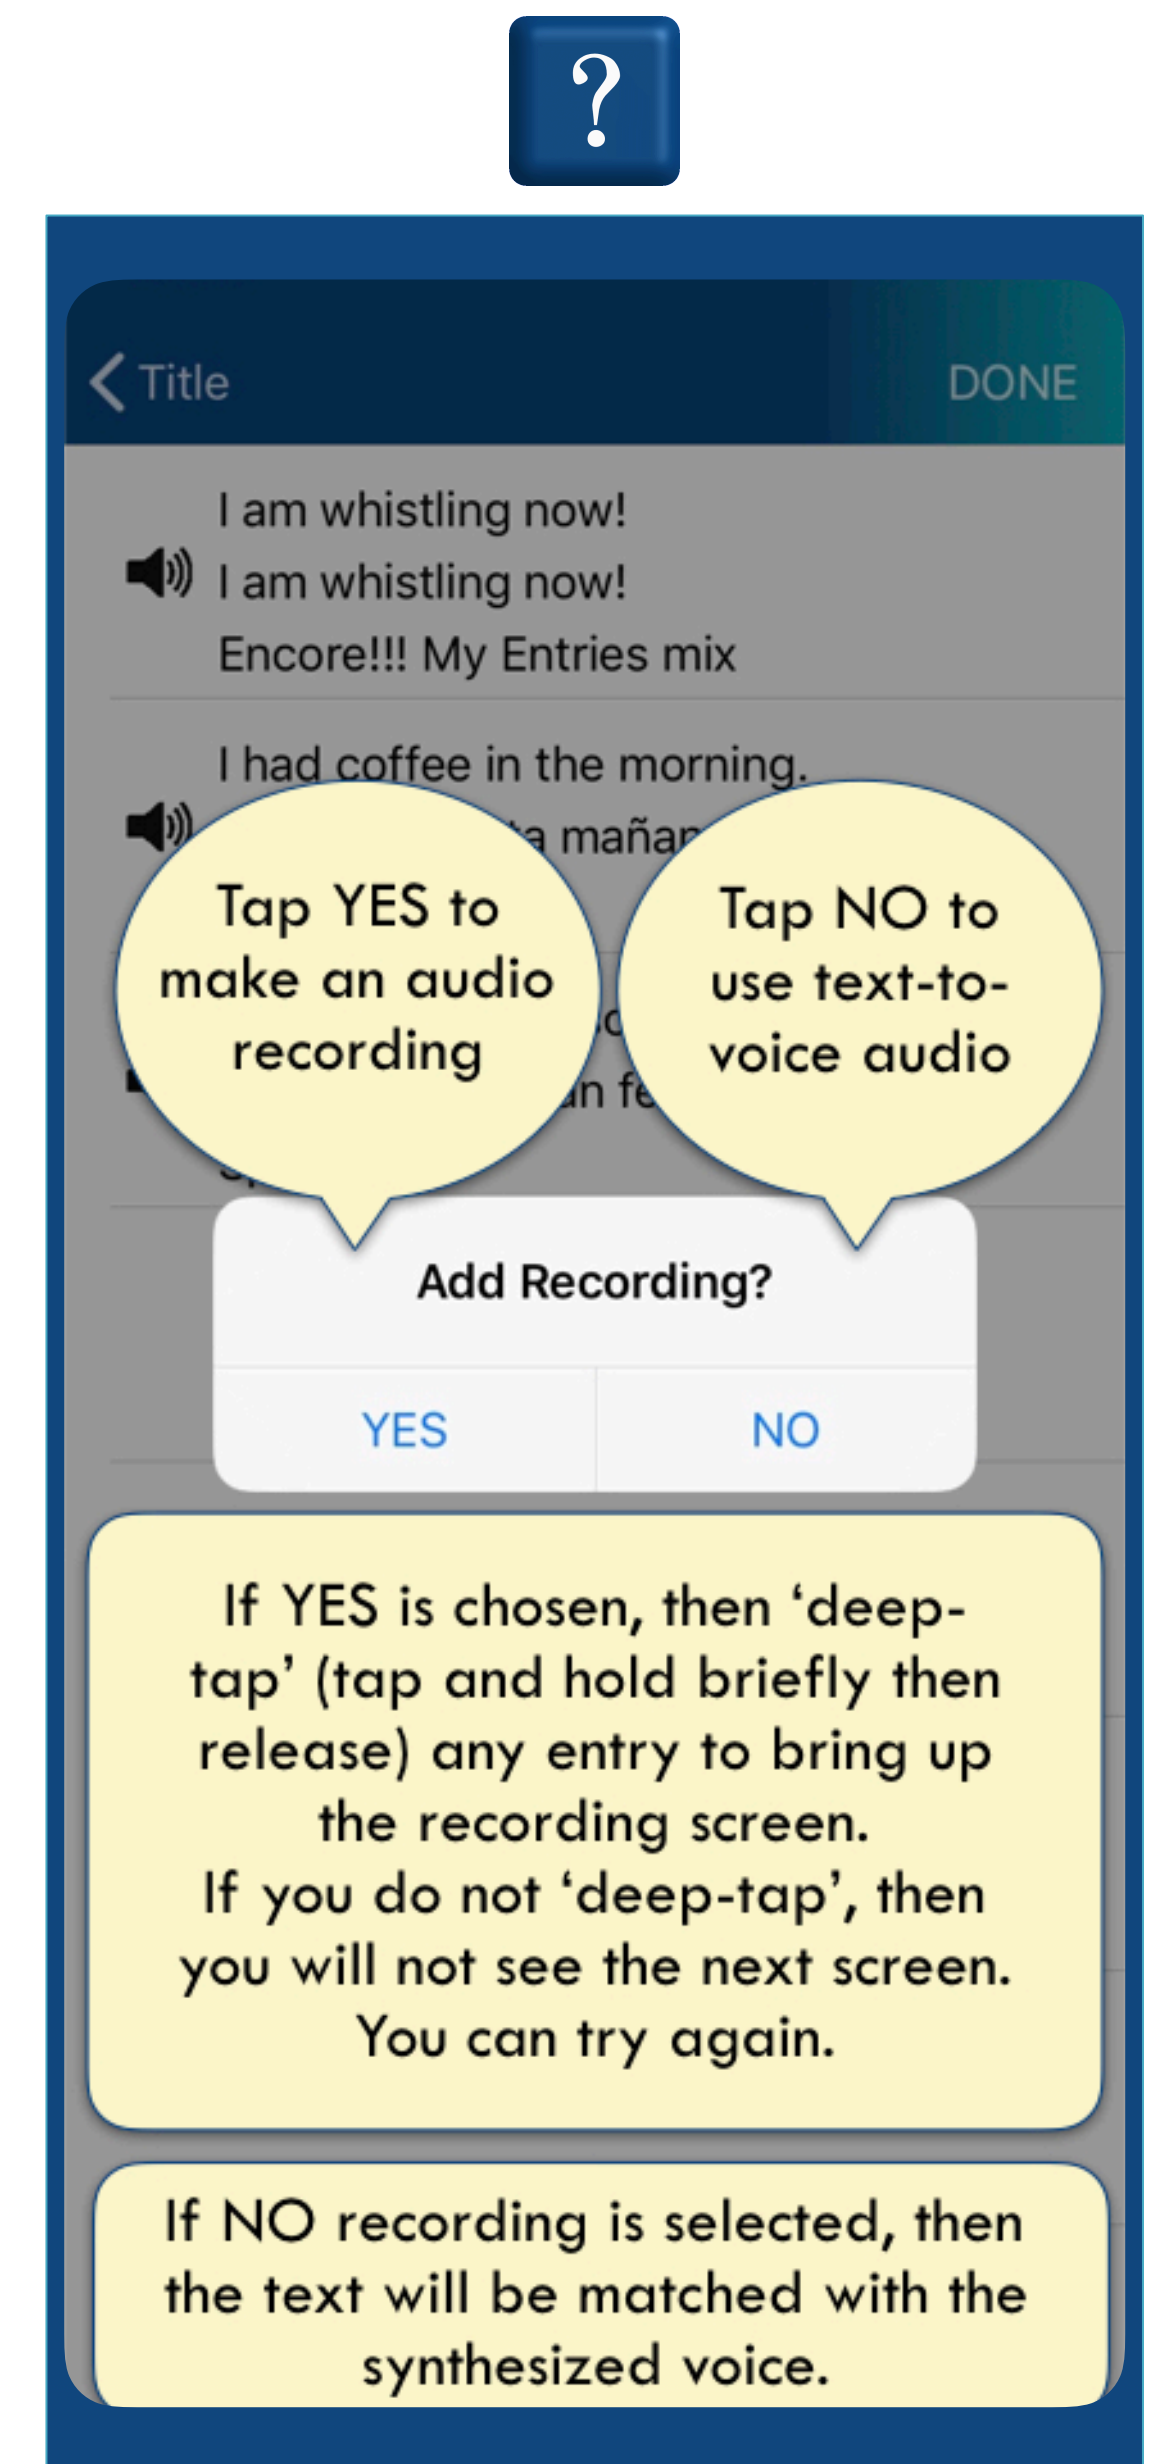 ?
Title
DONE
I am whistling now!
I am whistling now!
Encore!!! My Entries mix
I had coffee in the morning.
Tap YES to
make an audio
recording
Tap NO to
use text-to-
voice audio
Add Recording?
YES
NO
If YES is chosen, then ‘deep-
tap’ (tap and hold briefly then
release) any entry to bring up
the recording screen.
If you do not ‘deep-tap’, then
you will not see the next screen.
You can try again.
If NO recording is selected, then
the text will be matched with the
synthesized voice.